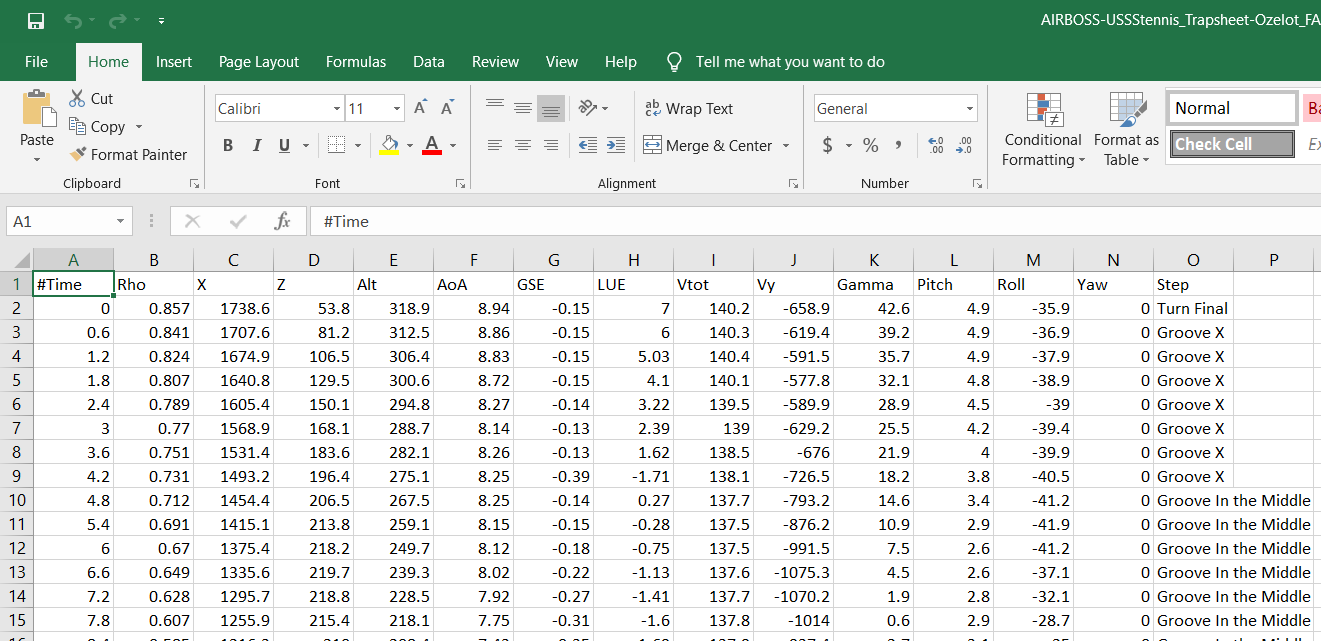 AIRBOSS-USSStennis_Trapsheet-Ozelot_FA
File Home Insert Page Layout Formulas Data Review View Help Tell me what you want to do
Cut
Calibri 11 A A ab Wrap Text General Normal Ba
Copy
Paste
B I U A Merge & Center $ % , Conditional Formatting Format as Table Check Cell Ex
Format Painter
Clipboard Font Alignment Number
A1 fx #Time
A B C D E F G H I J K L M N O P
1 #Time Rho X Z Alt AoA GSE LUE Vtot Vy Gamma Pitch Roll Yaw Step
2 0 0.857 1738.6 53.8 318.9 8.94 -0.15 7 140.2 -658.9 42.6 4.9 -35.9 0 Turn Final
3 0.6 0.841 1707.6 81.2 312.5 8.86 -0.15 6 140.3 -619.4 39.2 4.9 -36.9 0 Groove X
4 1.2 0.824 1674.9 106.5 306.4 8.83 -0.15 5.03 140.4 -591.5 35.7 4.9 -37.9 0 Groove X
5 1.8 0.807 1640.8 129.5 300.6 8.72 -0.15 4.1 140.1 -577.8 32.1 4.8 -38.9 0 Groove X
6 2.4 0.789 1605.4 150.1 294.8 8.27 -0.14 3.22 139.5 -589.9 28.9 4.5 -39 0 Groove X
7 3 0.77 1568.9 168.1 288.7 8.14 -0.13 2.39 139 -629.2 25.5 4.2 -39.4 0 Groove X
8 3.6 0.751 1531.4 183.6 282.1 8.26 -0.13 1.62 138.5 -676 21.9 4 -39.9 0 Groove X
9 4.2 0.731 1493.2 196.4 275.1 8.25 -0.39 -1.71 138.1 -726.5 18.2 3.8 -40.5 0 Groove X
10 4.8 0.712 1454.4 206.5 267.5 8.25 -0.14 0.27 137.7 -793.2 14.6 3.4 -41.2 0 Groove In the Middle
11 5.4 0.691 1415.1 213.8 259.1 8.15 -0.15 -0.28 137.5 -876.2 10.9 2.9 -41.9 0 Groove In the Middle
12 6 0.67 1375.4 218.2 249.7 8.12 -0.18 -0.75 137.5 -991.5 7.5 2.6 -41.2 0 Groove In the Middle
13 6.6 0.649 1335.6 219.7 239.3 8.02 -0.22 -1.13 137.6 -1075.3 4.5 2.6 -37.1 0 Groove In the Middle
14 7.2 0.628 1295.7 218.8 228.5 7.92 -0.27 -1.41 137.7 -1070.2 1.9 2.8 -32.1 0 Groove In the Middle
15 7.8 0.607 1255.9 215.4 218.1 7.75 -0.31 -1.6 137.8 -1014 0.6 2.9 -28.7 0 Groove In the Middle